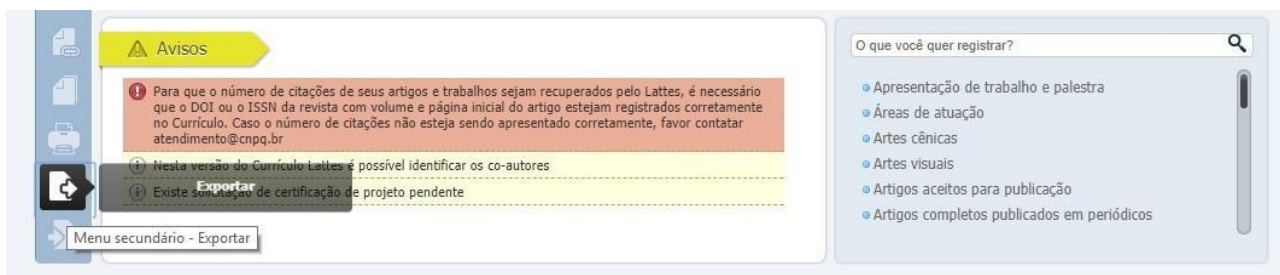 Avisos
Para que o número de citações de seus artigos e trabalhos sejam recuperados pelo Lattes, é necessário
que o DOI ou o ISSN da revista com volume e página inicial do artigo estejam registrados corretamente
no Currículo. Caso o número de citações não esteja sendo apresentado corretamente, favor contatar
atendimento@cnpq.br
Nesta versão do Currículo Lattes é possível identificar os co-autores
Existe solicitação de certificação de projeto pendente
Exportar
Menu secundário - Exportar
O que você quer registrar?
Apresentação de trabalho e palestra
Áreas de atuação
Artes cênicas
Artes visuais
Artigos aceitos para publicação
Artigos completos publicados em periódicos